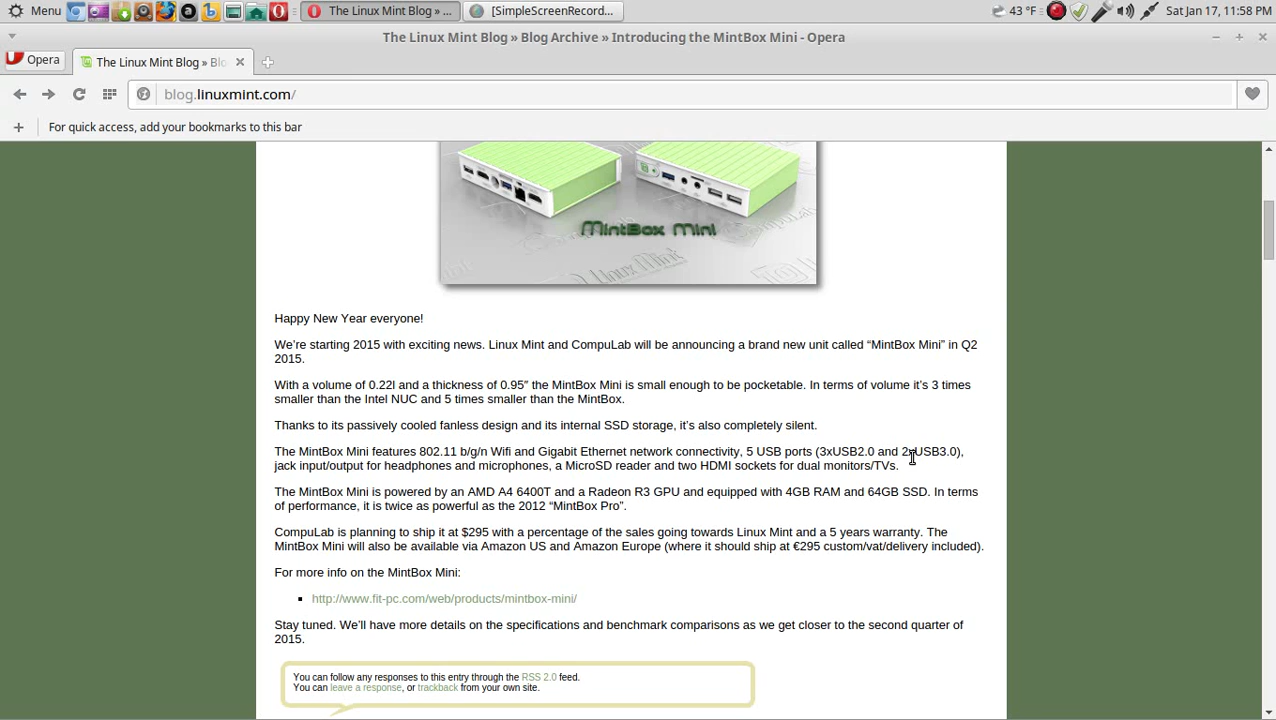 Menu
The Linux Mint Blog » ...
[SimpleScreenRecord...
43 °F
Sat Jan 17, 11:58 PM
The Linux Mint Blog » Blog Archive » Introducing the MintBox Mini - Opera
Opera
The Linux Mint Blog » Blo
blog.linuxmint.com/
For quick access, add your bookmarks to this bar
MintBox Mini
Linux Mint
Happy New Year everyone!
We’re starting 2015 with exciting news. Linux Mint and CompuLab will be announcing a brand new unit called “MintBox Mini” in Q2
2015.
With a volume of 0.22l and a thickness of 0.95″ the MintBox Mini is small enough to be pocketable. In terms of volume it’s 3 times
smaller than the Intel NUC and 5 times smaller than the MintBox.
Thanks to its passively cooled fanless design and its internal SSD storage, it’s also completely silent.
The MintBox Mini features 802.11 b/g/n Wifi and Gigabit Ethernet network connectivity, 5 USB ports (3xUSB2.0 and 2xUSB3.0),
jack input/output for headphones and microphones, a MicroSD reader and two HDMI sockets for dual monitors/TVs.
The MintBox Mini is powered by an AMD A4 6400T and a Radeon R3 GPU and equipped with 4GB RAM and 64GB SSD. In terms
of performance, it is twice as powerful as the 2012 “MintBox Pro”.
CompuLab is planning to ship it at $295 with a percentage of the sales going towards Linux Mint and a 5 years warranty. The
MintBox Mini will also be available via Amazon US and Amazon Europe (where it should ship at €295 custom/vat/delivery included).
For more info on the MintBox Mini:
http://www.fit-pc.com/web/products/mintbox-mini/
Stay tuned. We’ll have more details on the specifications and benchmark comparisons as we get closer to the second quarter of
2015.
You can follow any responses to this entry through the RSS 2.0 feed.
You can leave a response, or trackback from your own site.